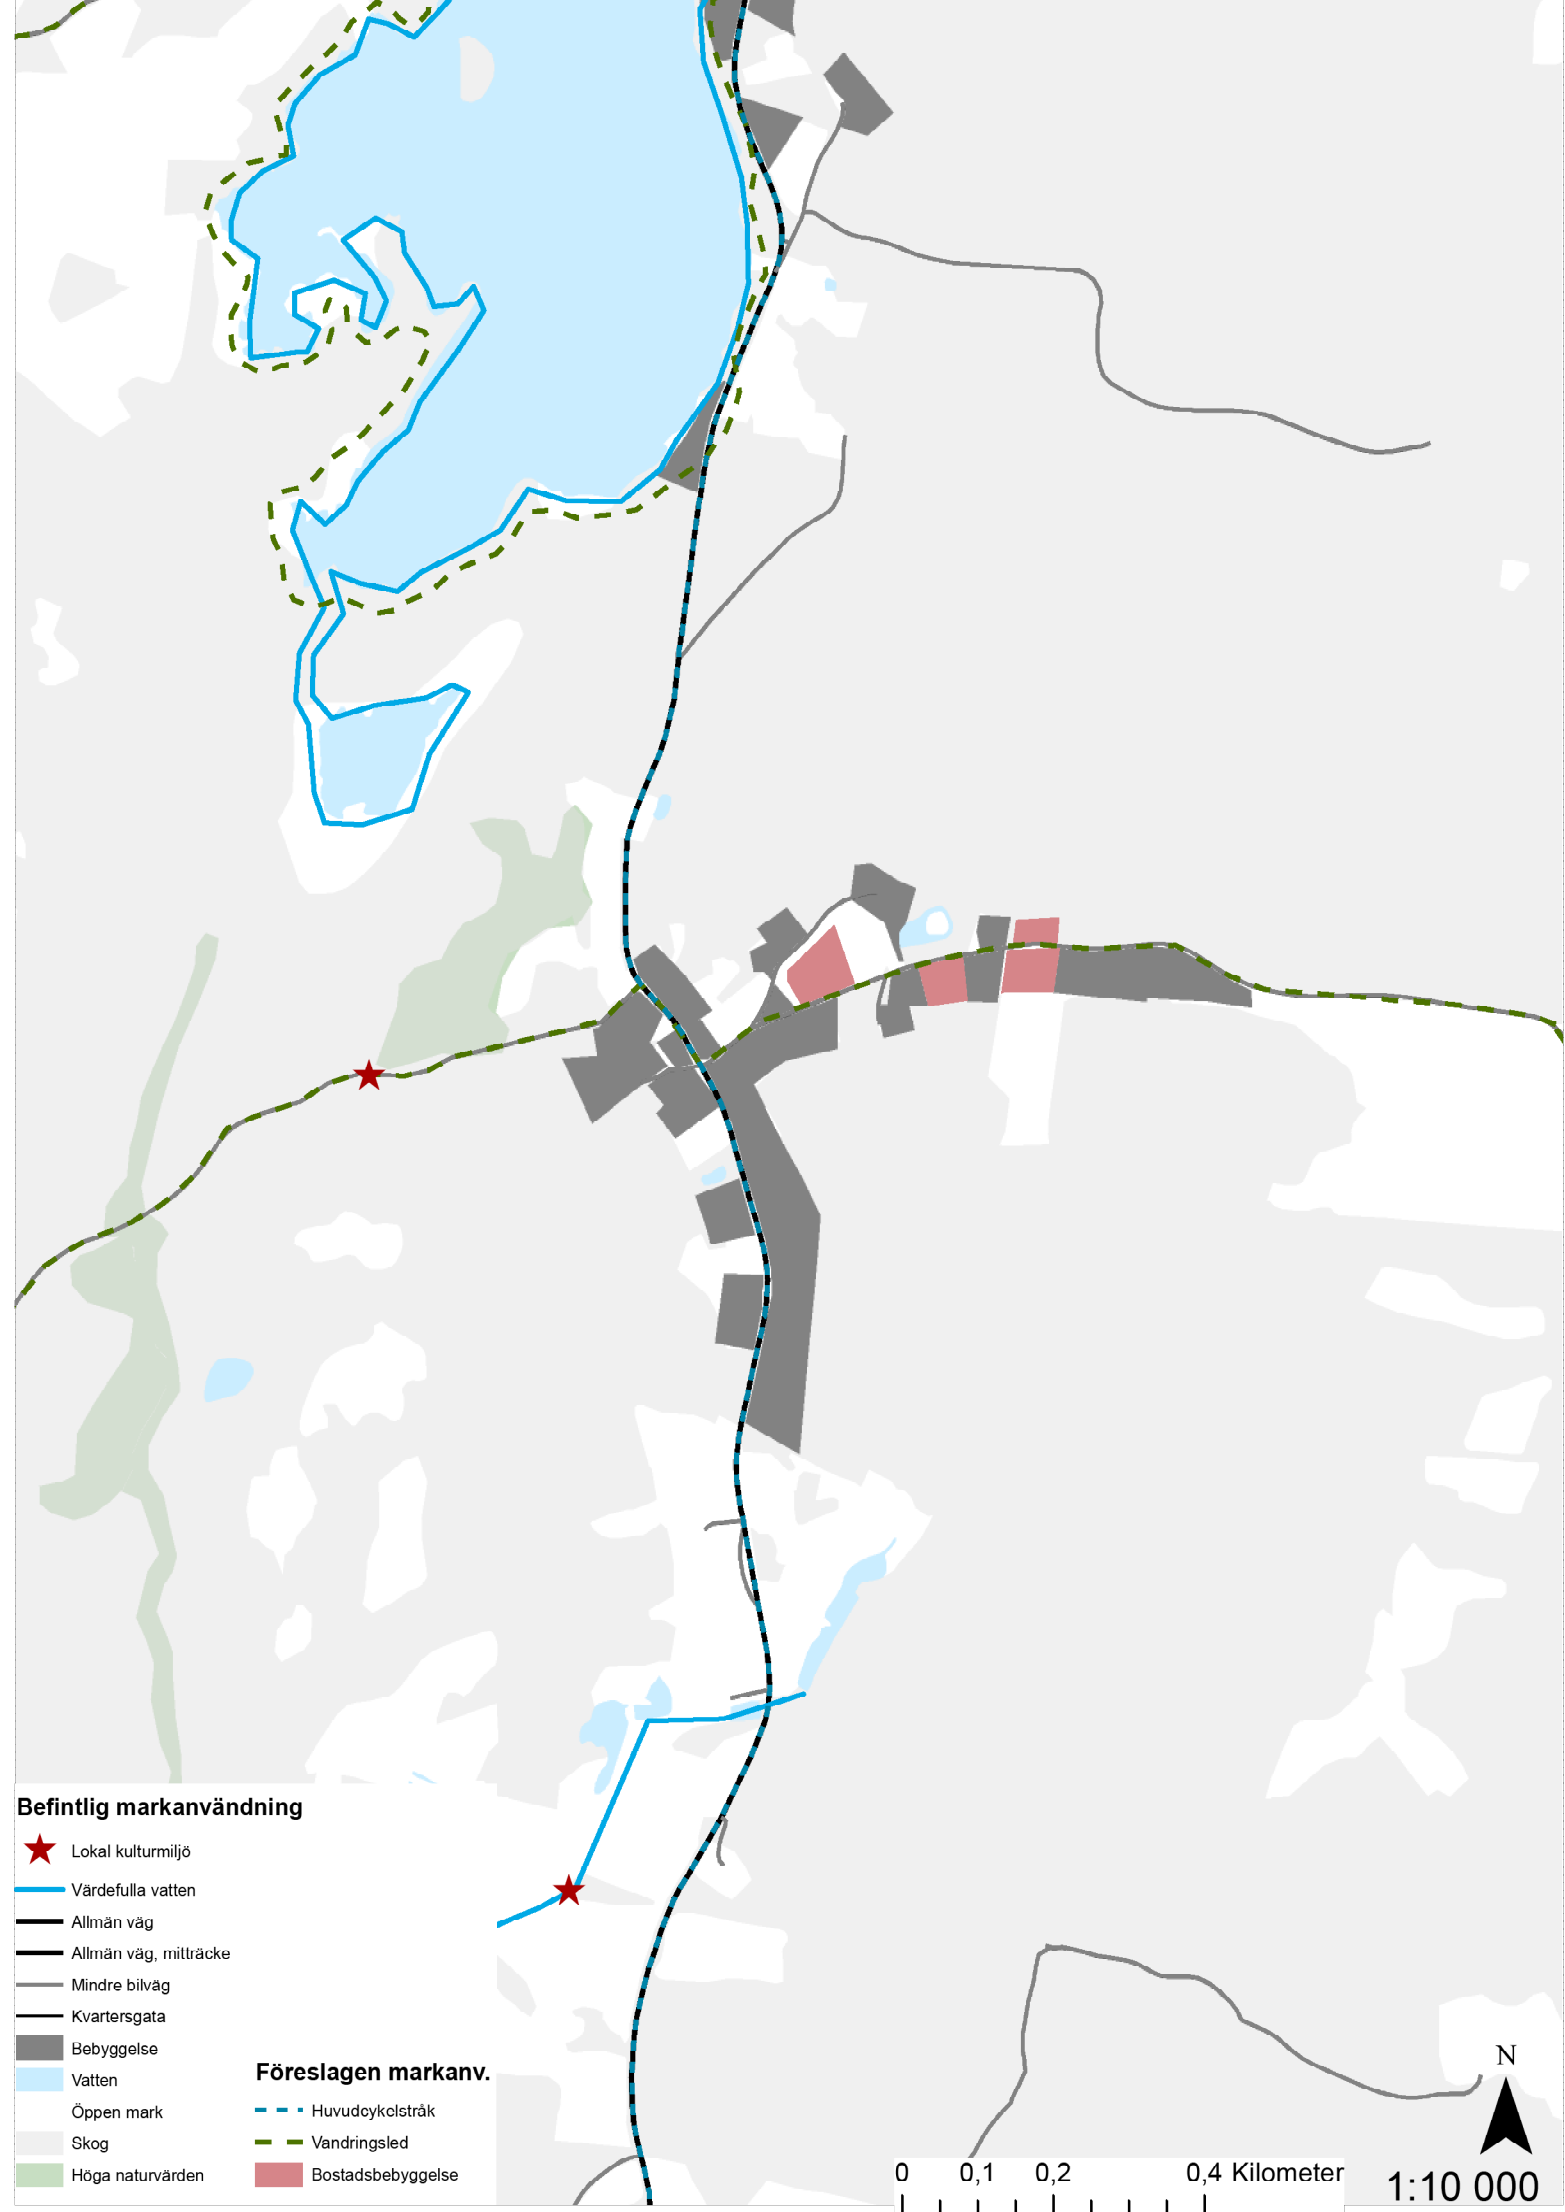 Befintlig markanvändning
Lokal kulturmiljö
Värdefulla vatten
Allmän väg
Allmän väg, mitträcke
Mindre bilväg
Kvartersgata
Bebyggelse
Vatten
Öppen mark
Skog
Höga naturvärden
Föreslagen markanv.
Huvudcykelstråk
Vandringsled
Bostadsbebyggelse
N
0 0,1 0,2 0,4 Kilometer
1:10 000